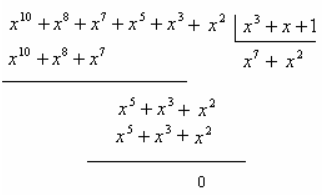 x^10 + x^8 + x^7 + x^5 + x^3 + x^2 | x^3 + x + 1
x^10 + x^8 + x^7 x^7 + x^2
x^5 + x^3 + x^2
x^5 + x^3 + x^2
0